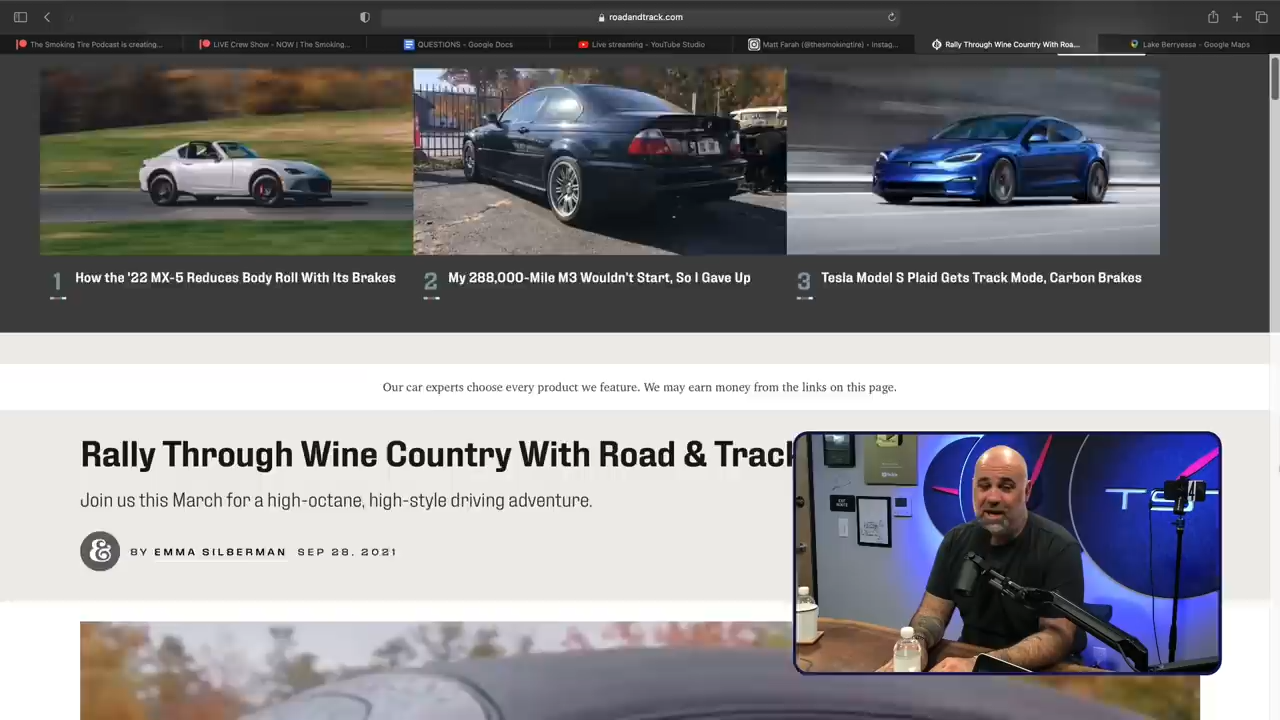 roadandtrack.com
The Smoking Tire Podcast is creating...
LIVE Crew Show - NOW | The Smoking...
QUESTIONS - Google Docs
Live streaming - YouTube Studio
Matt Farah (@thesmokingtire) • Instag...
Rally Through Wine Country With Roa...
Lake Berryessa - Google Maps
1 How the '22 MX-5 Reduces Body Roll With Its Brakes
2 My 288,000-Mile M3 Wouldn't Start, So I Gave Up
3 Tesla Model S Plaid Gets Track Mode, Carbon Brakes
Our car experts choose every product we feature. We may earn money from the links on this page.
Rally Through Wine Country With Road & Track
Join us this March for a high-octane, high-style driving adventure.
& BY EMMA SILBERMAN SEP 28, 2021
TST